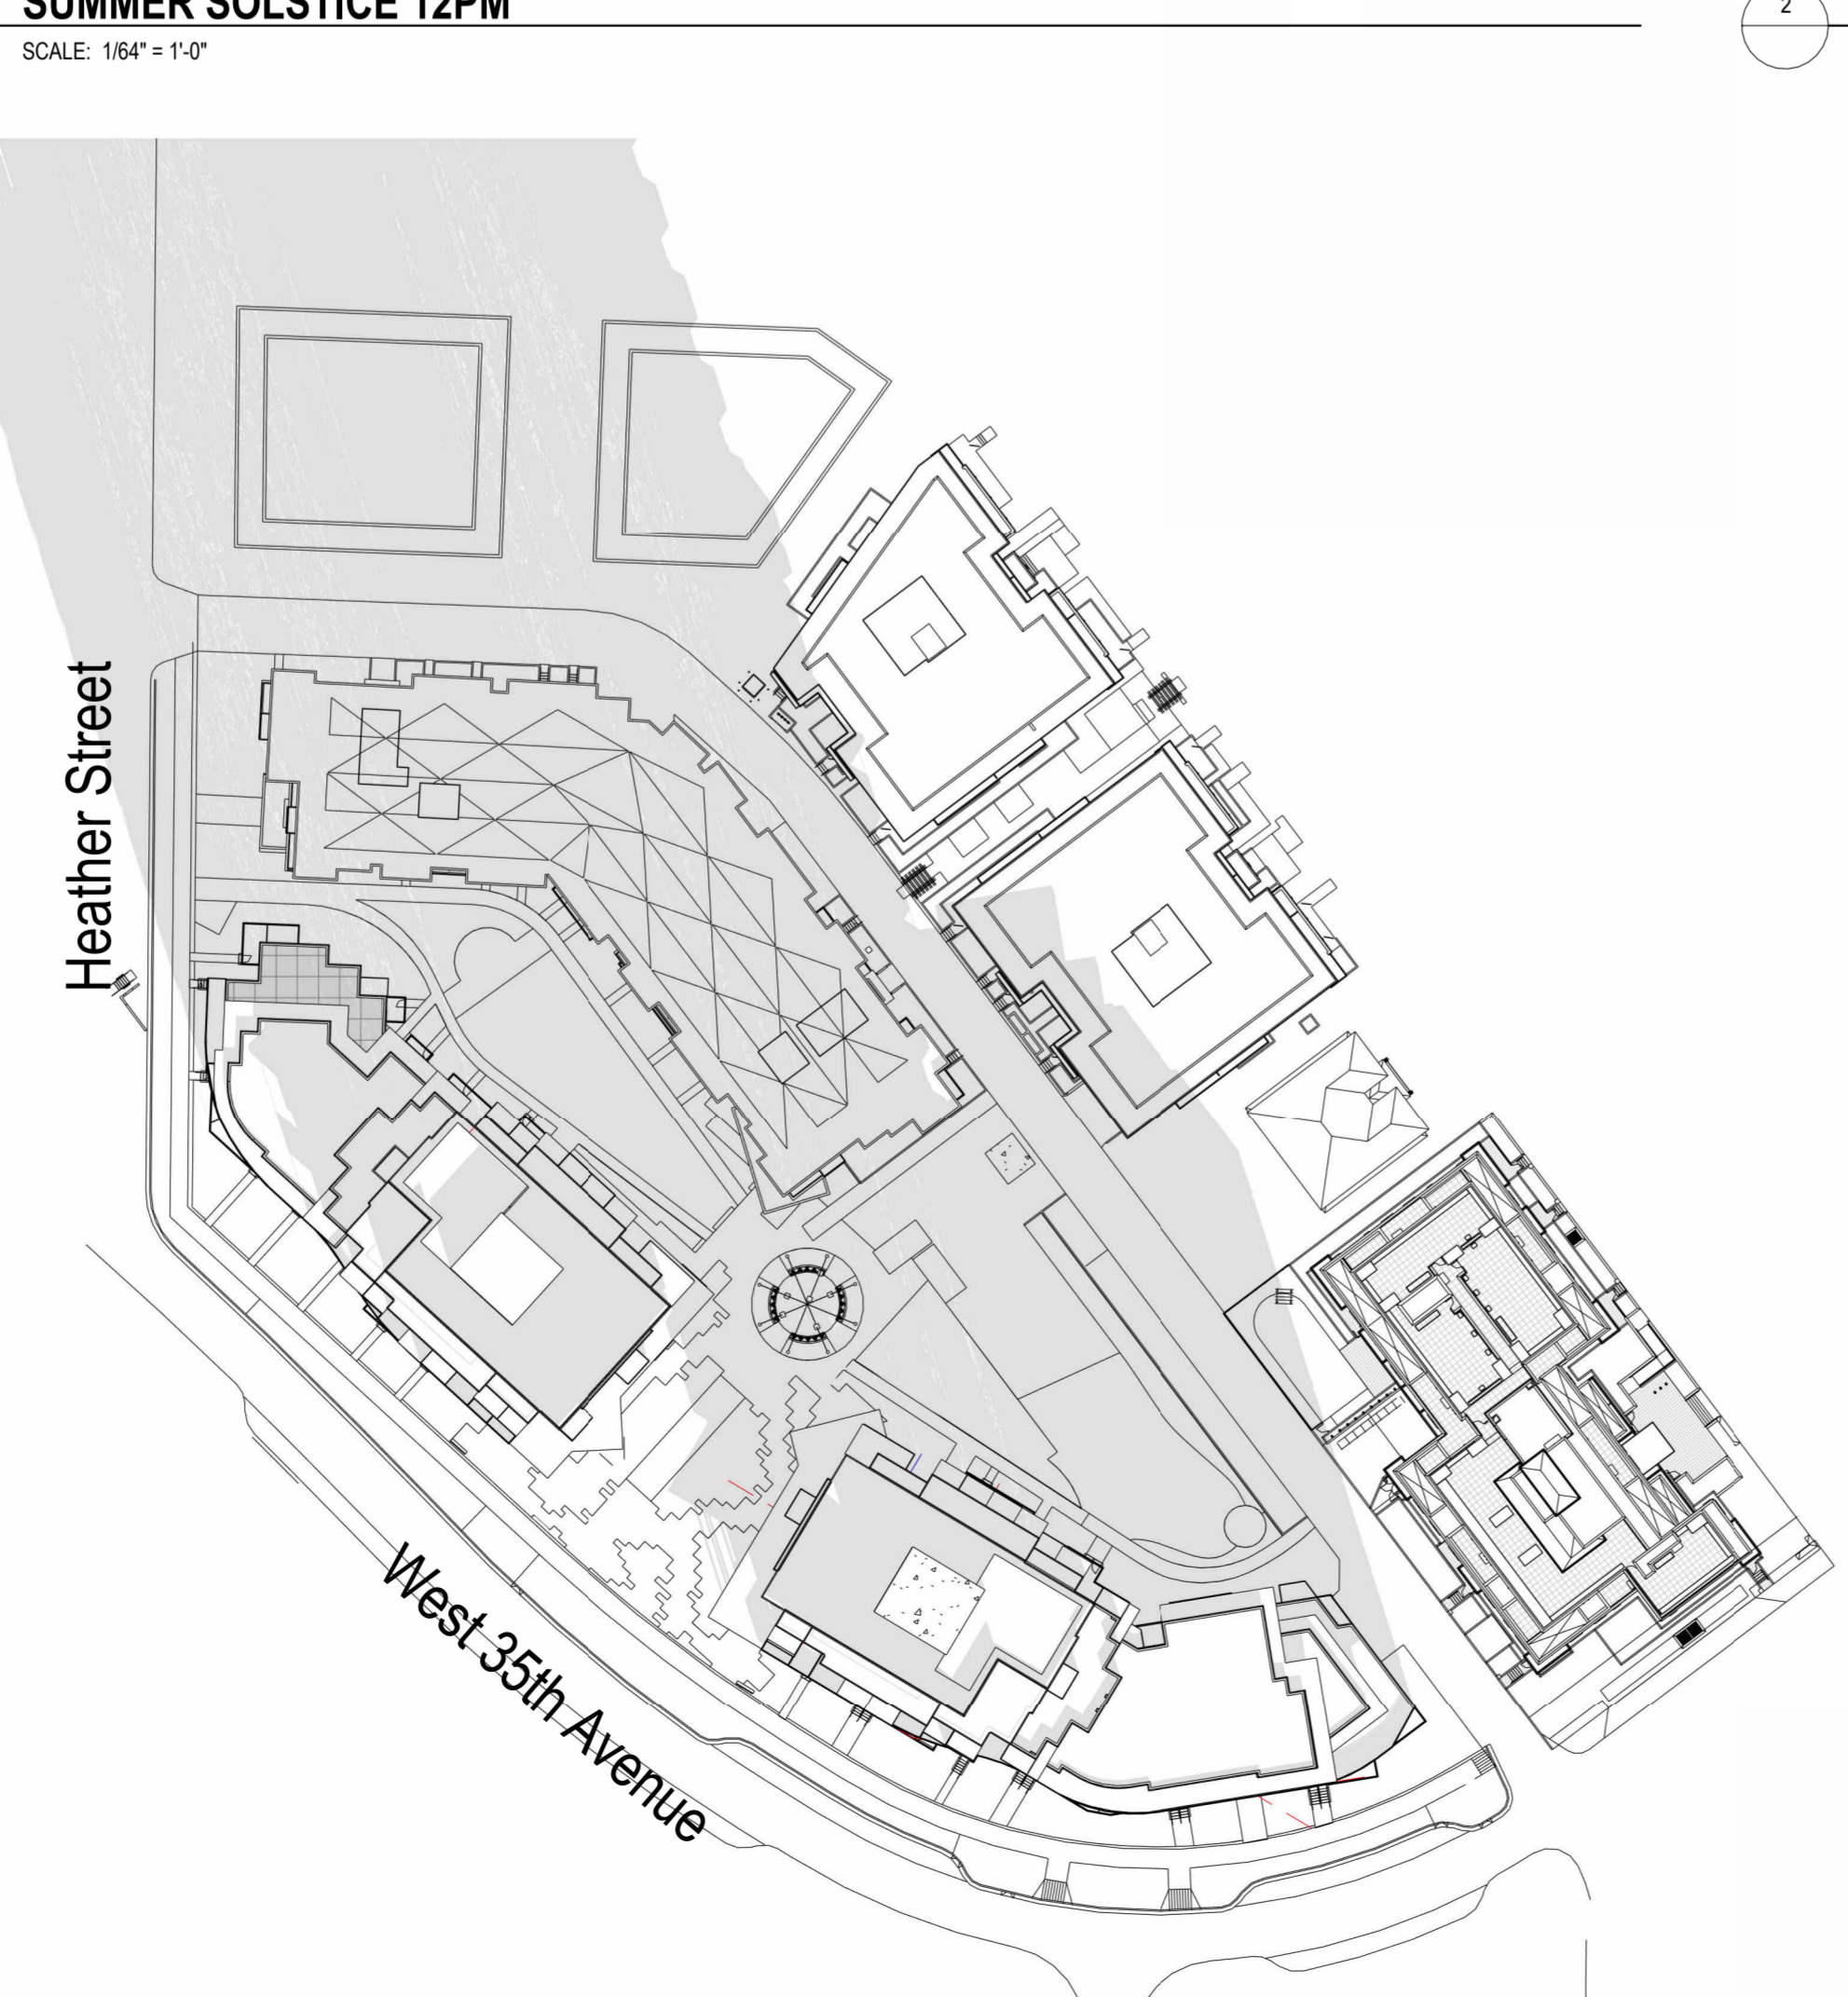 SUMMER SOLSTICE 12PM
2
SCALE: 1/64" = 1'-0"
Heather Street
West 35th Avenue